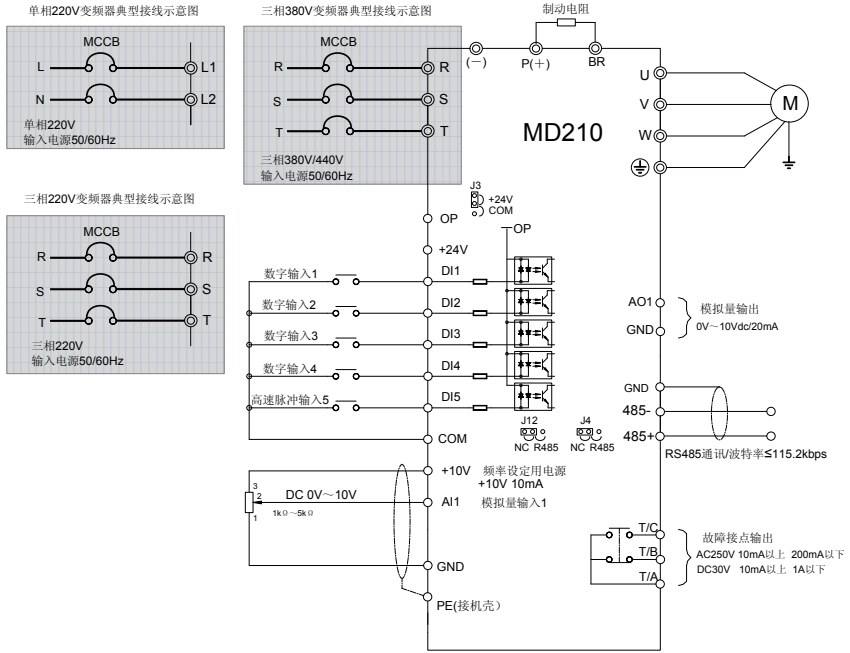 单相220V变频器典型接线示意图
MCCB
L
L1
N
L2
单相220V
输入电源50/60Hz
三相380V变频器典型接线示意图
MCCB
R
R
S
S
T
T
三相380V/440V
输入电源50/60Hz
三相220V变频器典型接线示意图
MCCB
R
R
S
S
T
T
三相220V
输入电源50/60Hz
制动电阻
(－)
P(＋)
BR
MD210
U
V
W
M
J3
+24V
COM
OP
OP
+24V
数字输入1
DI1
数字输入2
DI2
数字输入3
DI3
数字输入4
DI4
高速脉冲输入5
DI5
COM
J12
NC R485
J4
NC R485
+10V 频率设定用电源
+10V 10mA
3
2
1
DC 0V～10V
1kΩ～5kΩ
AI1 模拟量输入1
GND
PE(接机壳)
AO1
GND
模拟量输出
0V～10Vdc/20mA
GND
485-
485+
RS485通讯/波特率≤115.2kbps
T/C
T/B
T/A
故障接点输出
AC250V 10mA以上 200mA以下
DC30V 10mA以上 1A以下